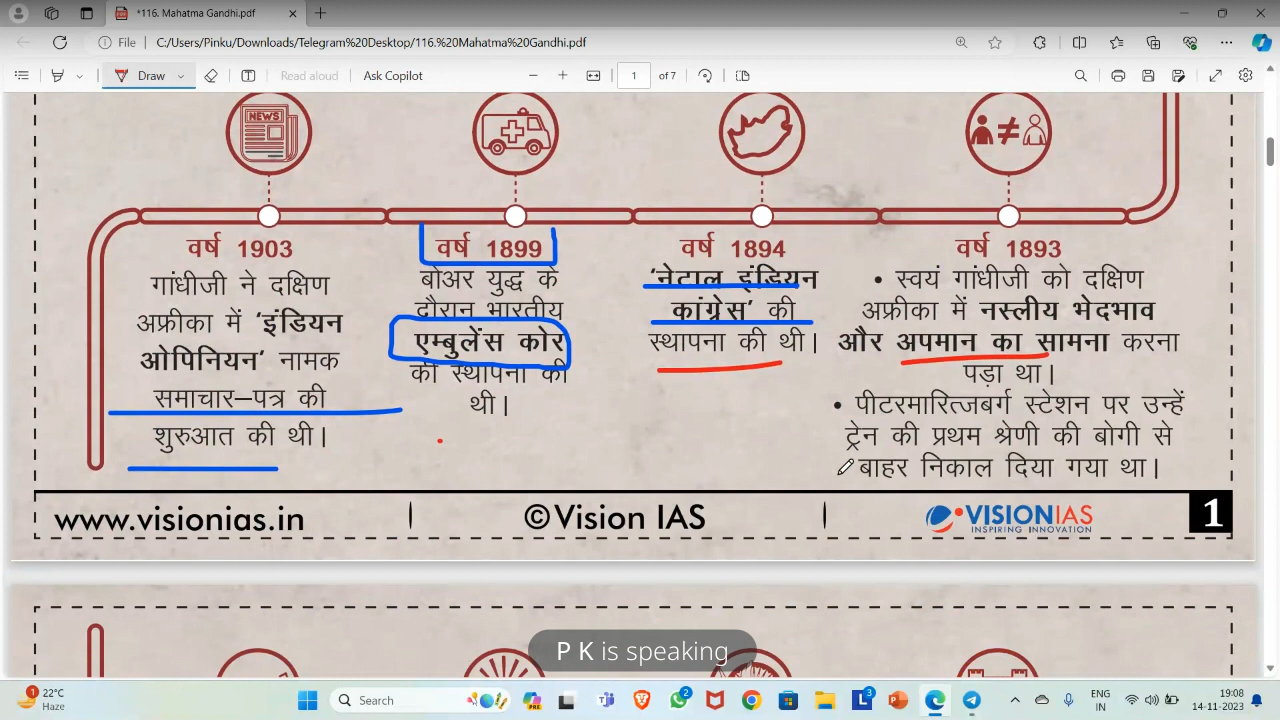 *116. Mahatma Gandhi.pdf
File C:/Users/Pinku/Downloads/Telegram%20Desktop/116.%20Mahatma%20Gandhi.pdf
Draw Read aloud Ask Copilot 1 of 7
NEWS
वर्ष 1903
गांधीजी ने दक्षिण
अफ्रीका में 'इंडियन
ओपिनियन' नामक
समाचार–पत्र की
शुरुआत की थी।
वर्ष 1899
बोअर युद्ध के
दौरान भारतीय
एम्बुलेंस कोर
की स्थापना की
थी।
वर्ष 1894
'नेटाल इंडियन
कांग्रेस' की
स्थापना की थी।
वर्ष 1893
• स्वयं गांधीजी को दक्षिण
अफ्रीका में नस्लीय भेदभाव
और अपमान का सामना करना
पड़ा था।
• पीटरमारित्जबर्ग स्टेशन पर उन्हें
ट्रेन की प्रथम श्रेणी की बोगी से
बाहर निकाल दिया गया था।
www.visionias.in
©Vision IAS
VISIONIAS
INSPIRING INNOVATION
1
P K is speaking
1
22°C
Haze
Search
PRE
2
3
ENG
IN
19:08
14-11-2023